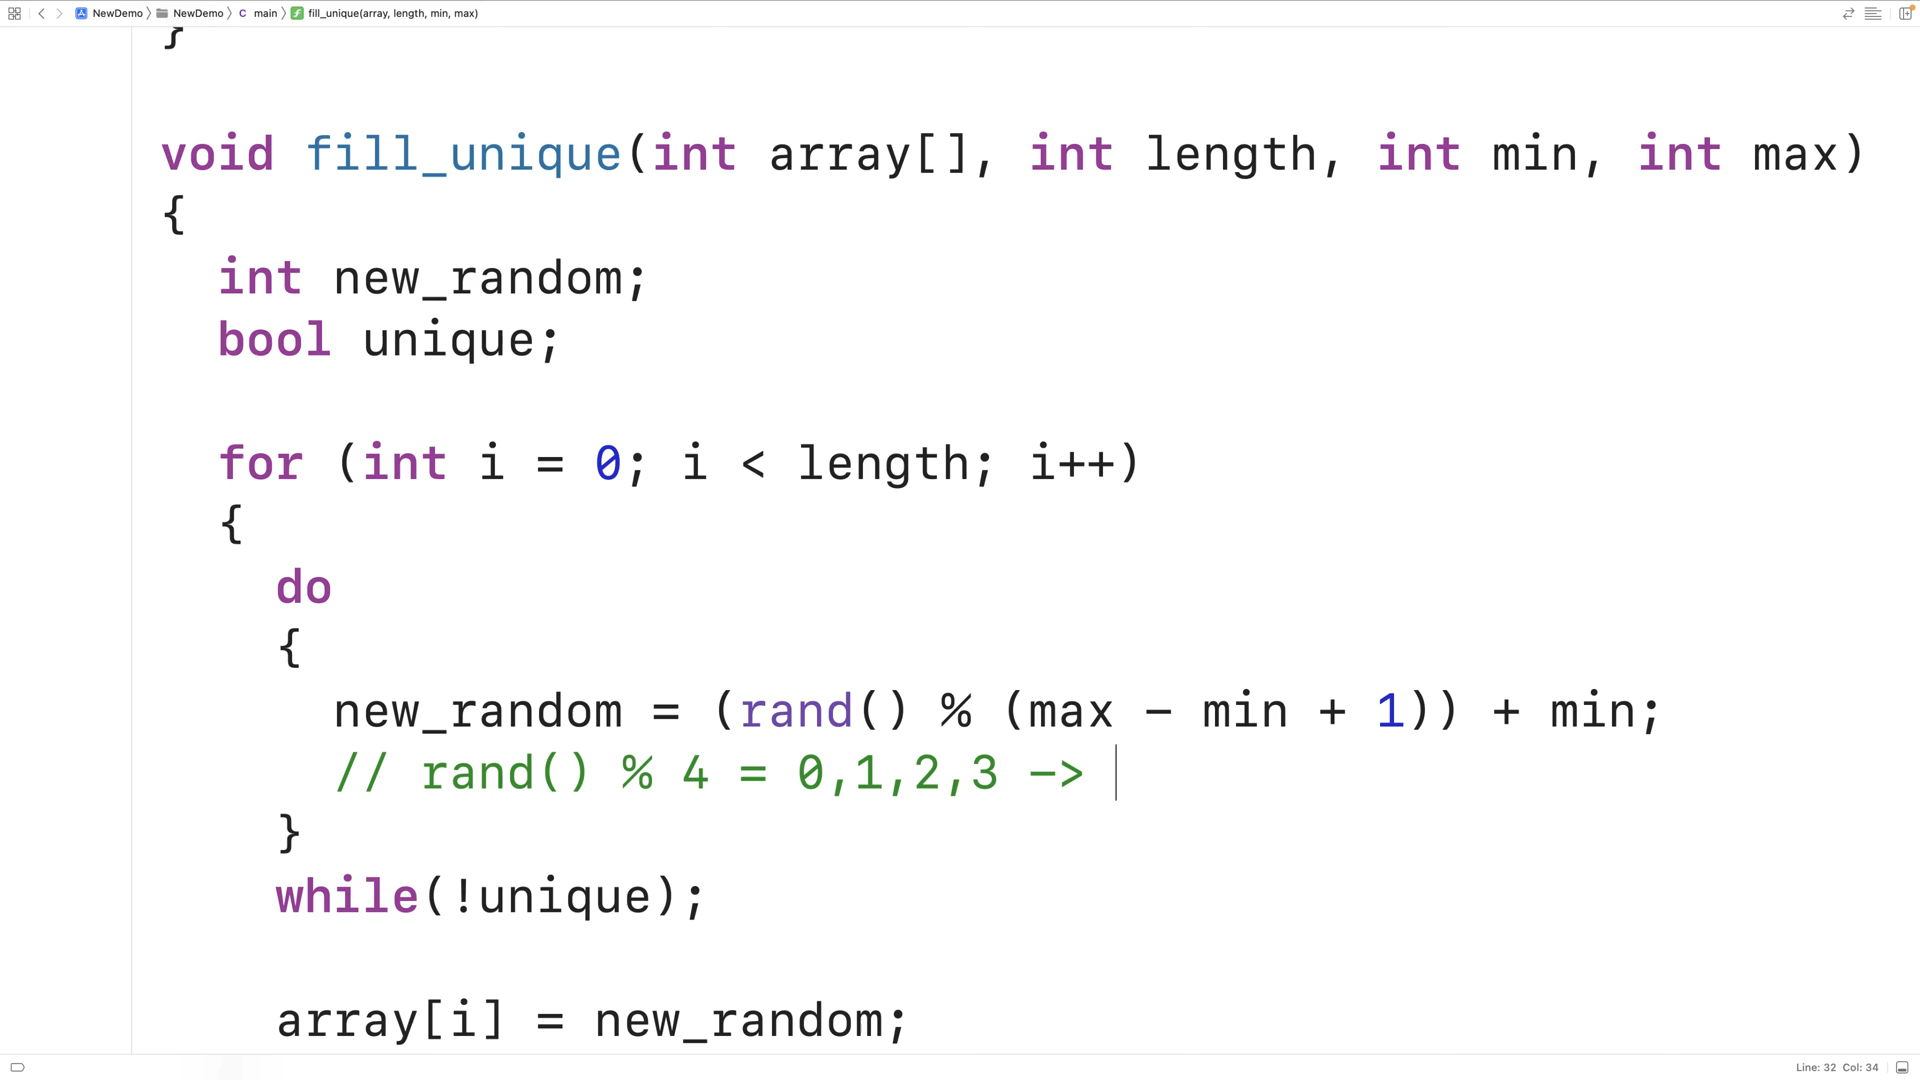 NewDemo 〉 NewDemo 〉 C main 〉 f fill_unique(array, length, min, max)
}
void fill_unique(int array[], int length, int min, int max)
{
int new_random;
bool unique;
for (int i = 0; i < length; i++)
{
do
{
new_random = (rand() % (max - min + 1)) + min;
// rand() % 4 = 0,1,2,3 ->
}
while(!unique);
array[i] = new_random;
Line: 32 Col: 34